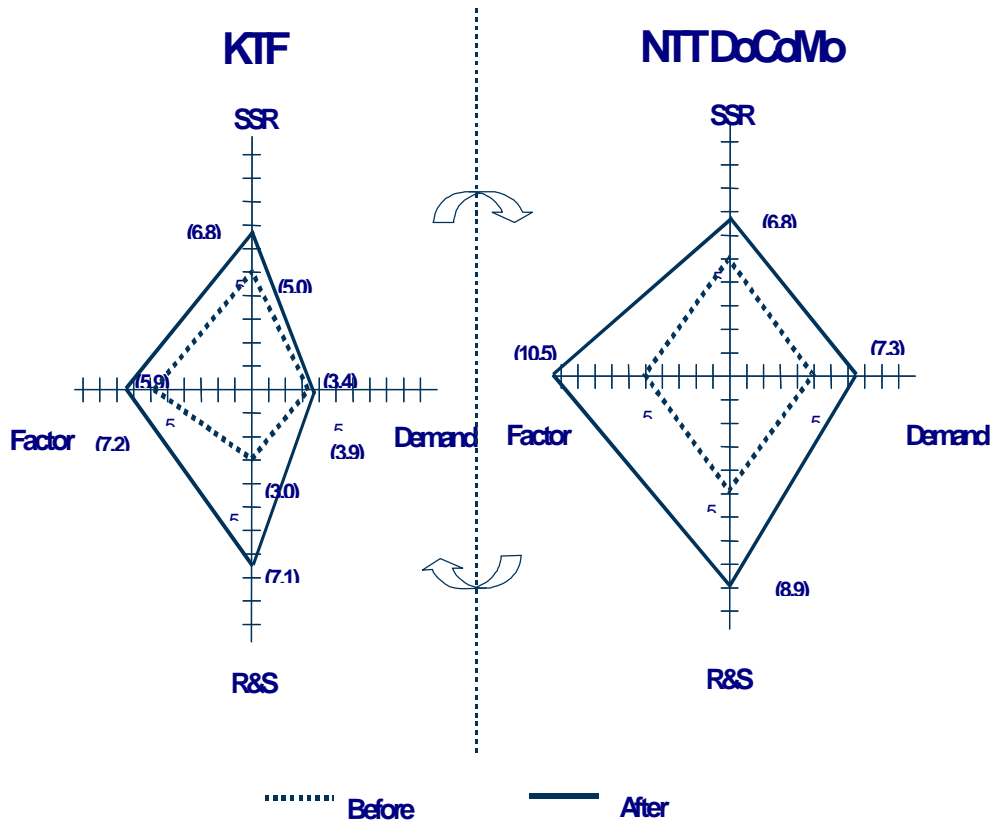 KTF
NTT DoCoMo
SSR
SSR
(6.8)
(6.8)
5
(5.0)
5
(10.5)
(7.3)
(5.9)
(3.4)
5
5
5
5
Factor
(7.2)
(3.9)
Demand
Factor
Demand
(3.0)
5
5
(7.1)
(8.9)
R&S
R&S
Before
After